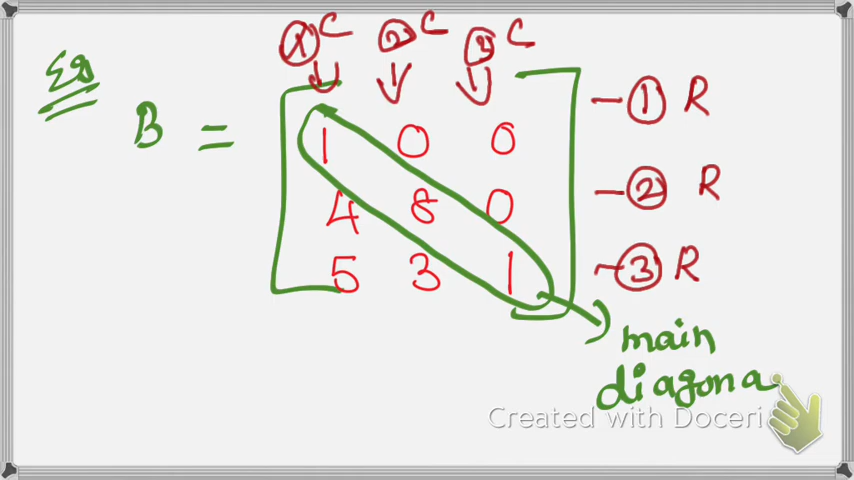 Eg
① C ② C ③ C
B =
1 0 0
4 8 0
5 3 1
- ① R
- ② R
- ③ R
main
diagona
Created with Doceri